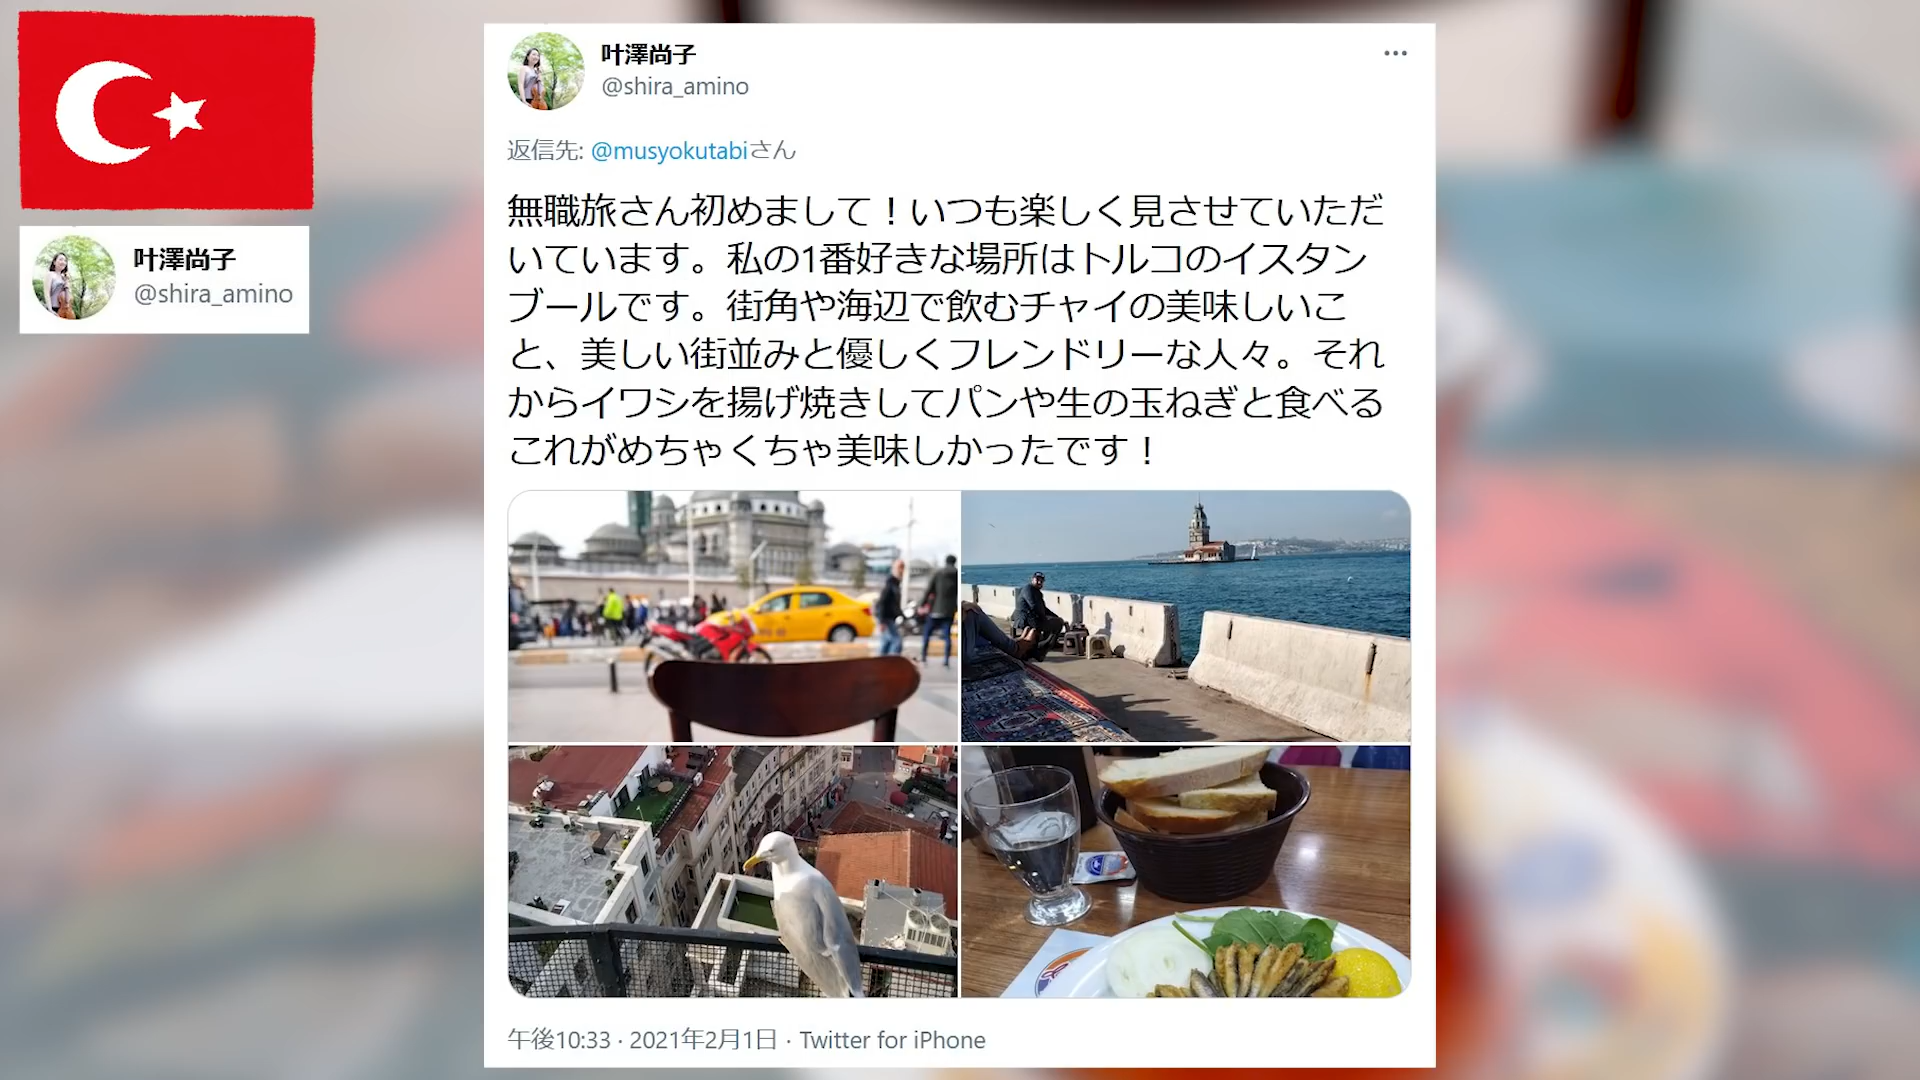 叶澤尚子
@shira_amino
叶澤尚子
@shira_amino
返信先: @musyokutabiさん
無職旅さん初めまして！いつも楽しく見させていただ
いています。私の1番好きな場所はトルコのイスタン
ブールです。街角や海辺で飲むチャイの美味しいこ
と、美しい街並みと優しくフレンドリーな人々。それ
からイワシを揚げ焼きしてパンや生の玉ねぎと食べる
これがめちゃくちゃ美味しかったです！
午後10:33 · 2021年2月1日 · Twitter for iPhone